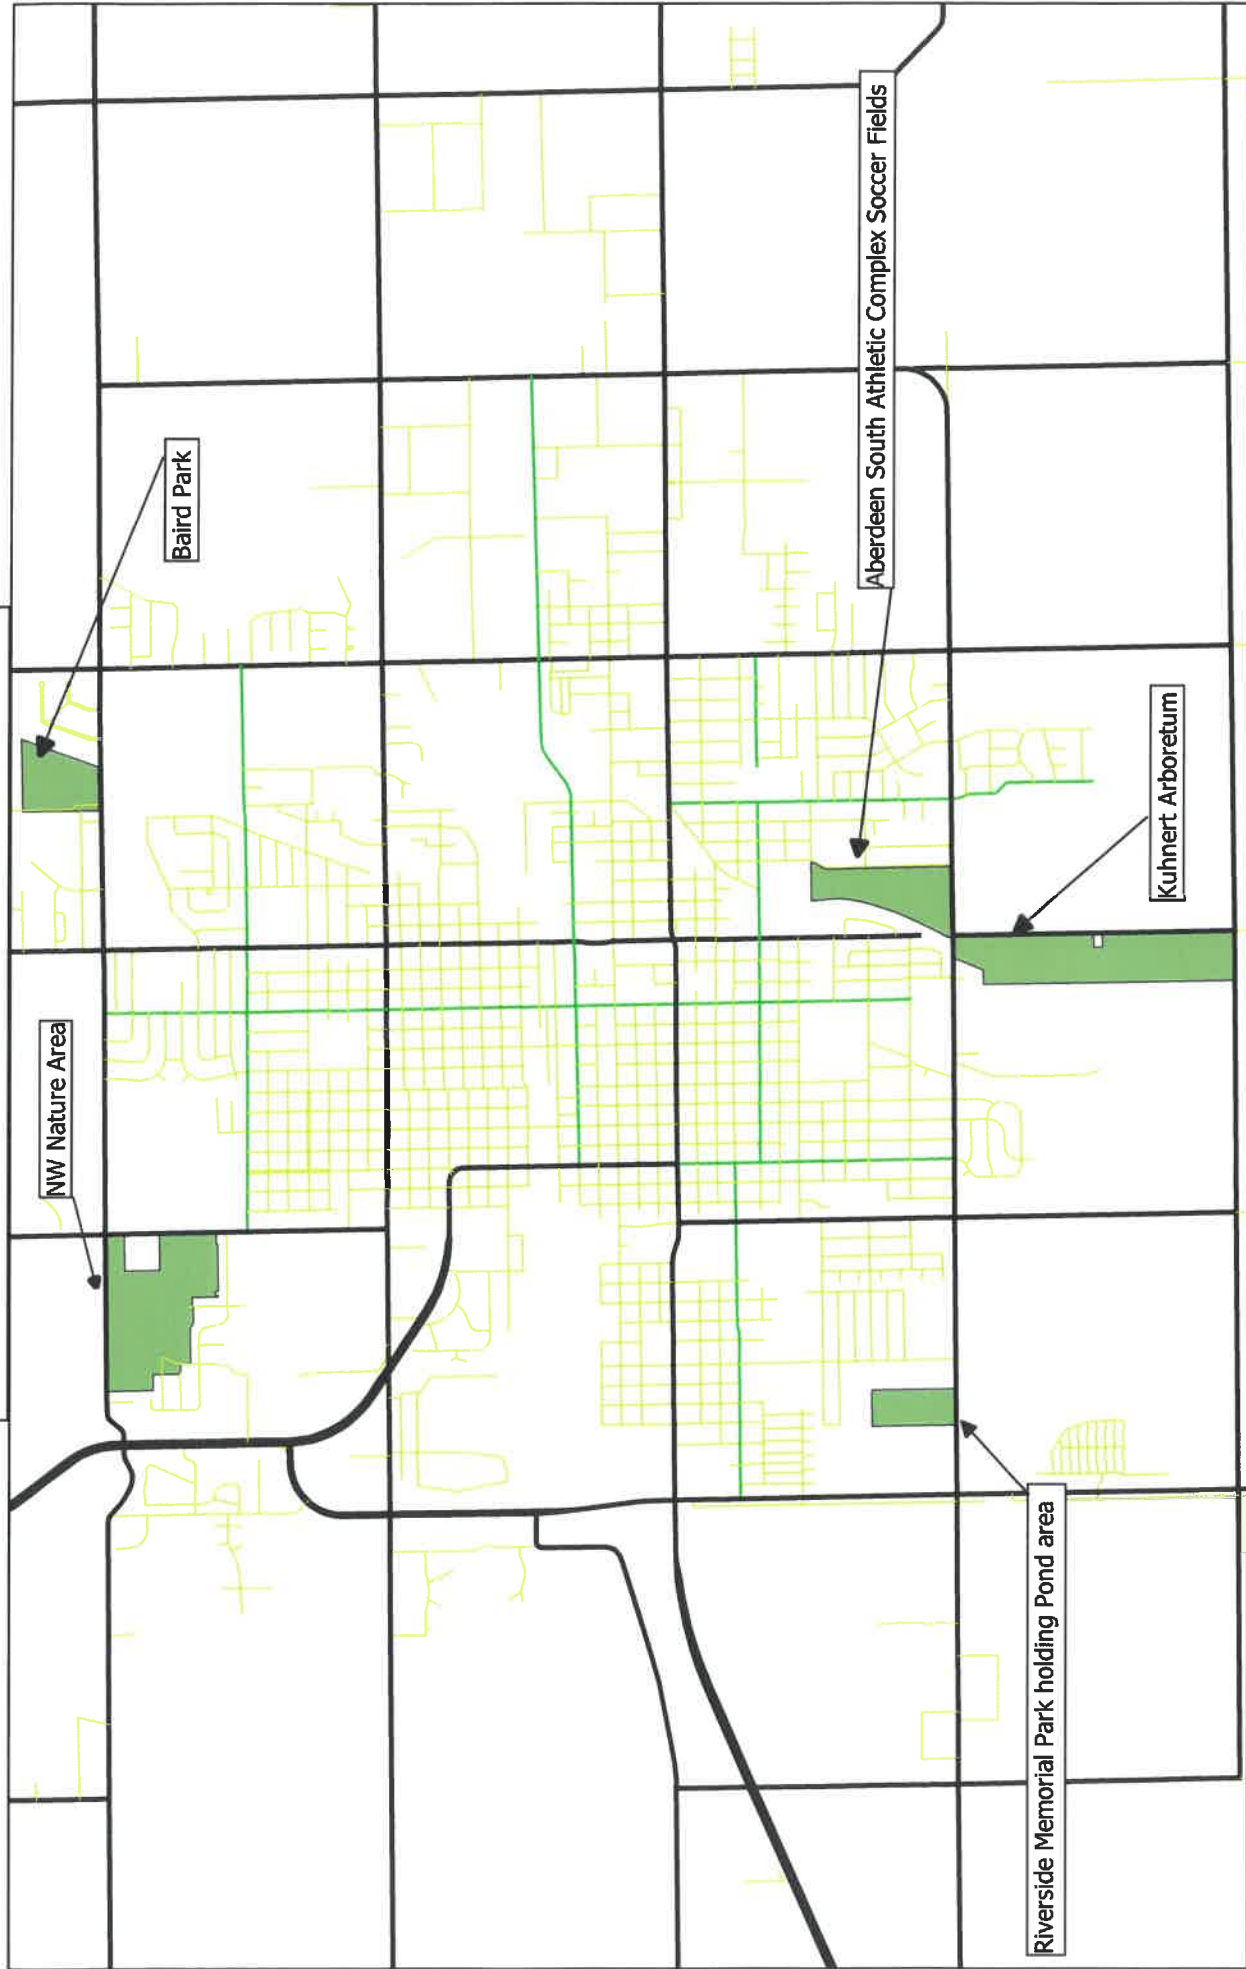 NW Nature Area
Baird Park
Aberdeen South Athletic Complex Soccer Fields
Kuhnert Arboretum
Riverside Memorial Park holding Pond area